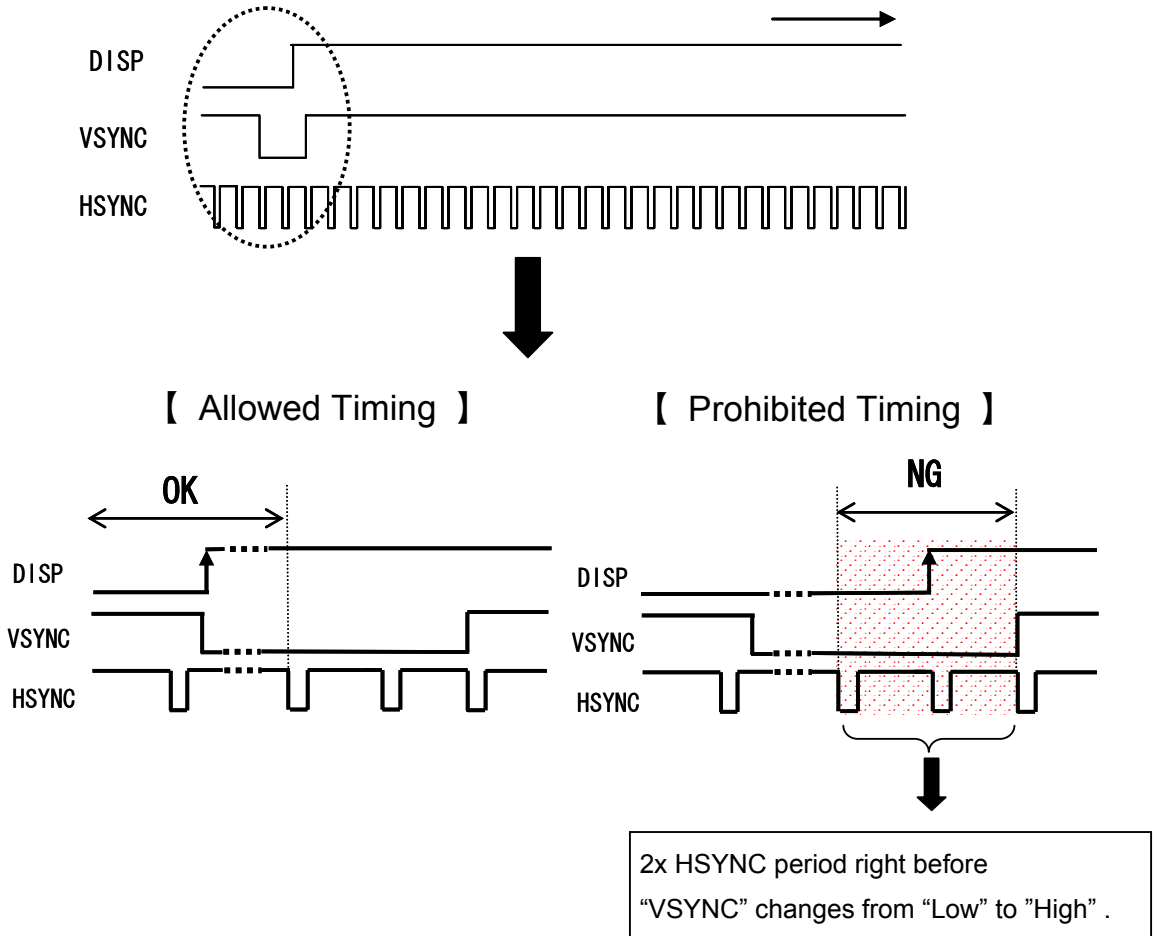 DISP
VSYNC
HSYNC
【 Allowed Timing 】
【 Prohibited Timing 】
OK
DISP
VSYNC
HSYNC
NG
DISP
VSYNC
HSYNC
2x HSYNC period right before
“VSYNC” changes from “Low” to ”High” .